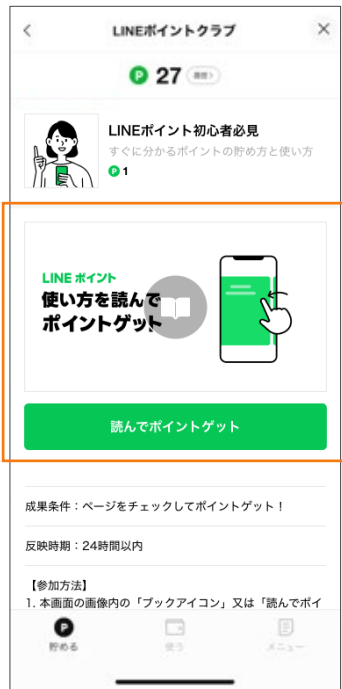 LINEポイントクラブ
P 27 履歴
LINEポイント初心者必見
すぐに分かるポイントの貯め方と使い方
P 1
LINE ポイント
使い方を読んで
ポイントゲット
読んでポイントゲット
成果条件：ページをチェックしてポイントゲット！
反映時期：24時間以内
【参加方法】
1. 本画面の画像内の「ブックアイコン」又は「読んでポイ
P
貯める 使う メニュー